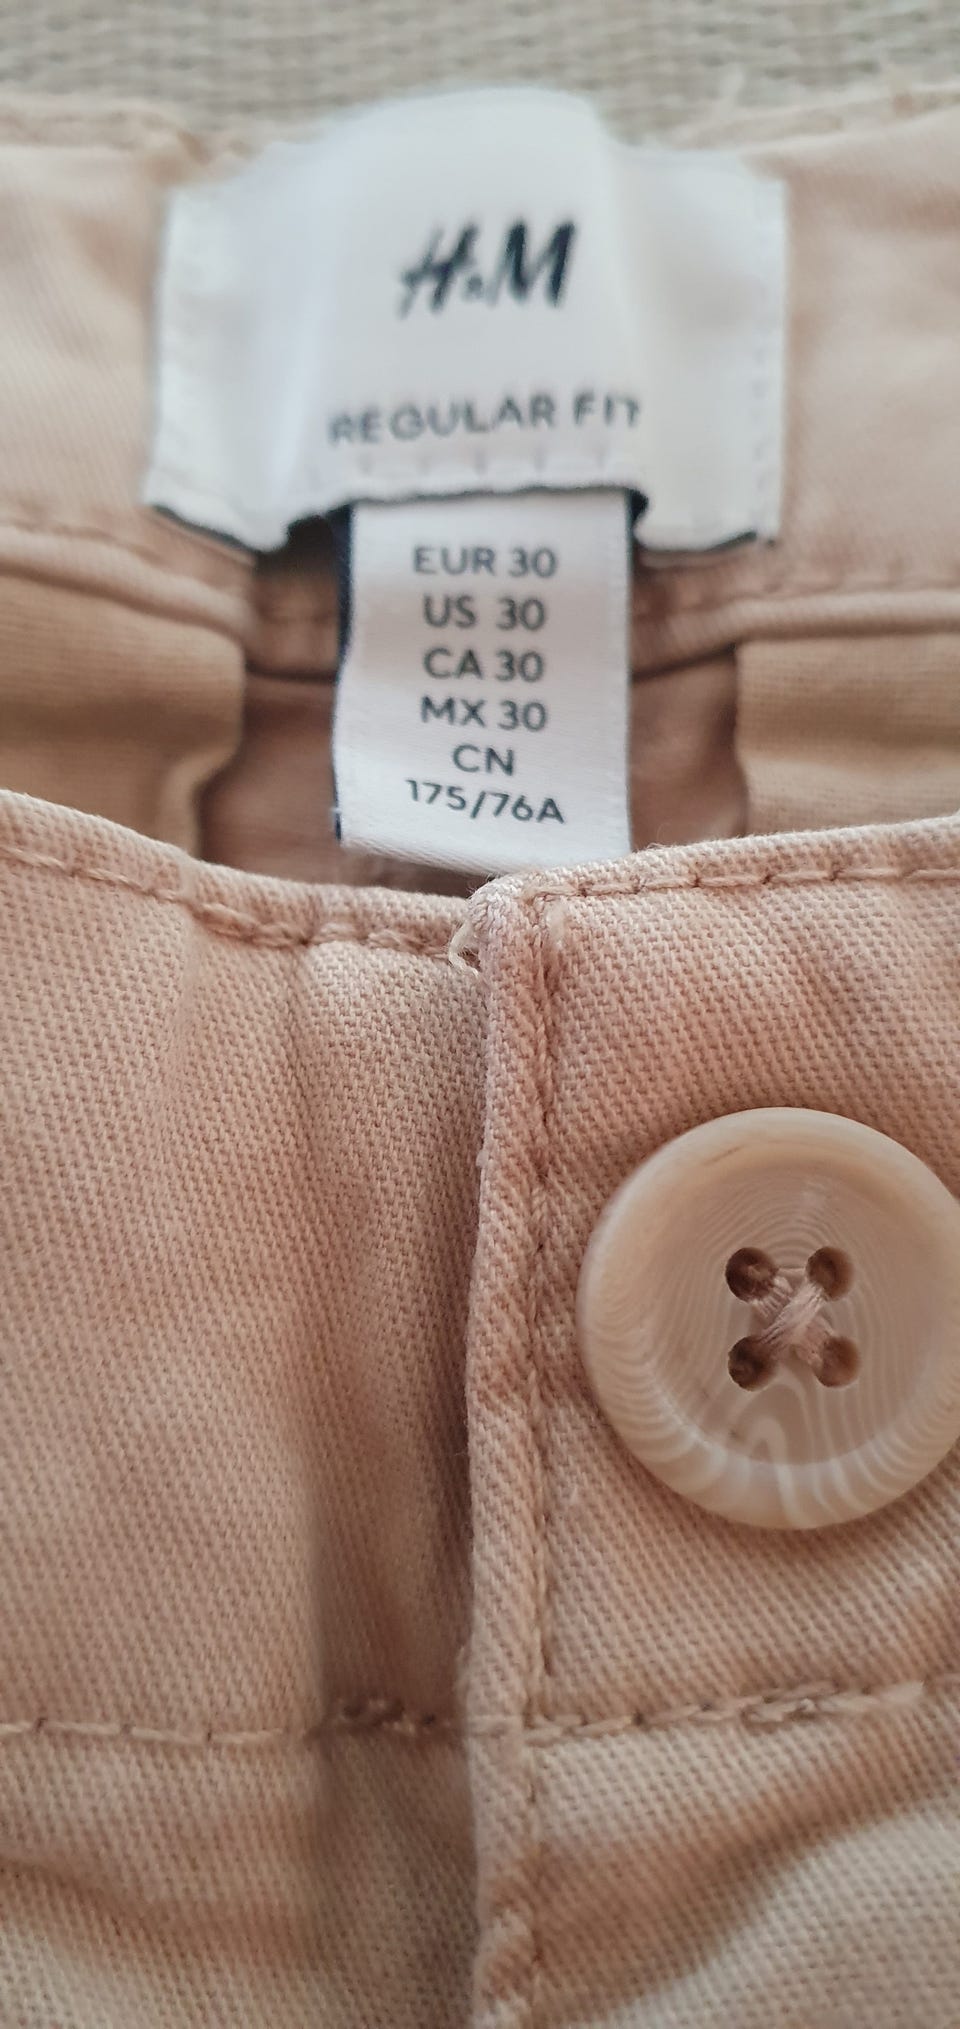 H&M
REGULAR FIT
EUR 30
US 30
CA 30
MX 30
CN
175/76A